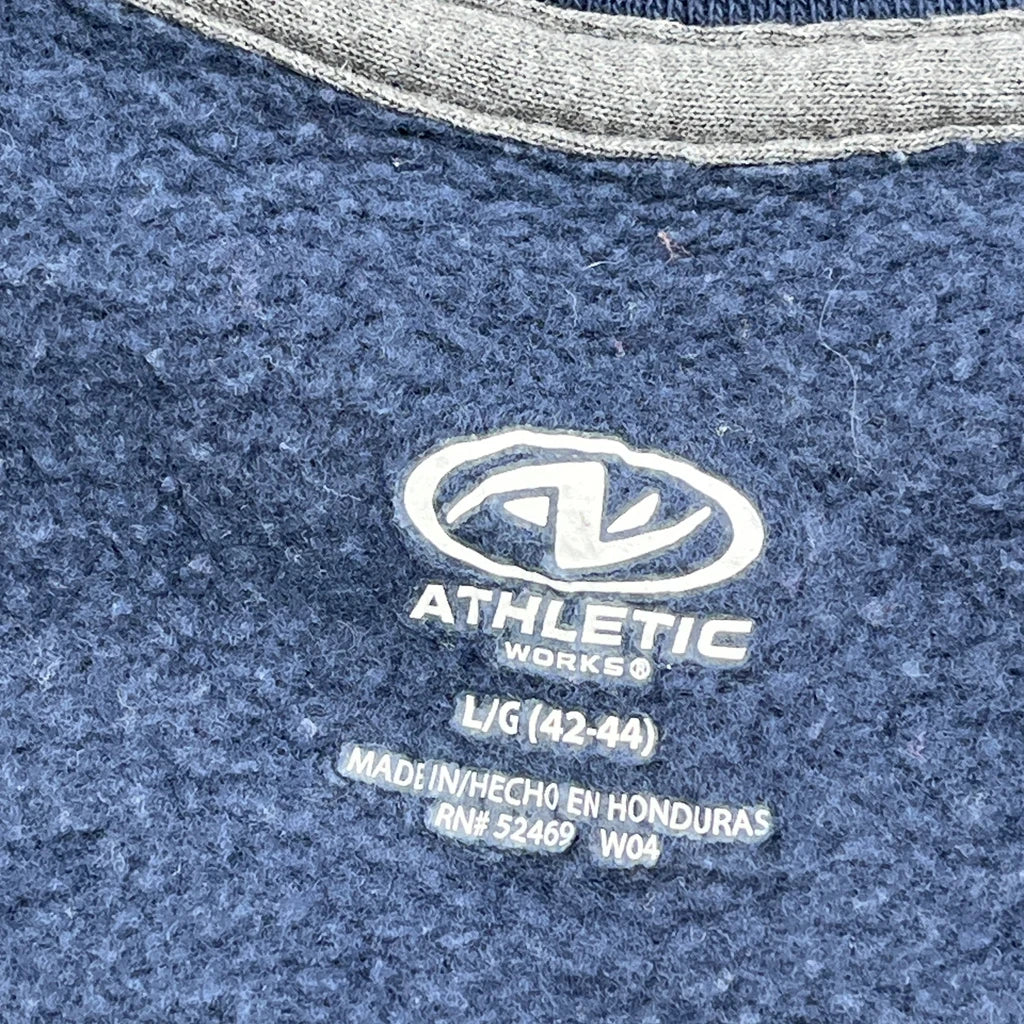 ATHLETIC
WORKS®
L/G (42-44)
MADE IN/HECHO EN HONDURAS
RN# 52469 W04